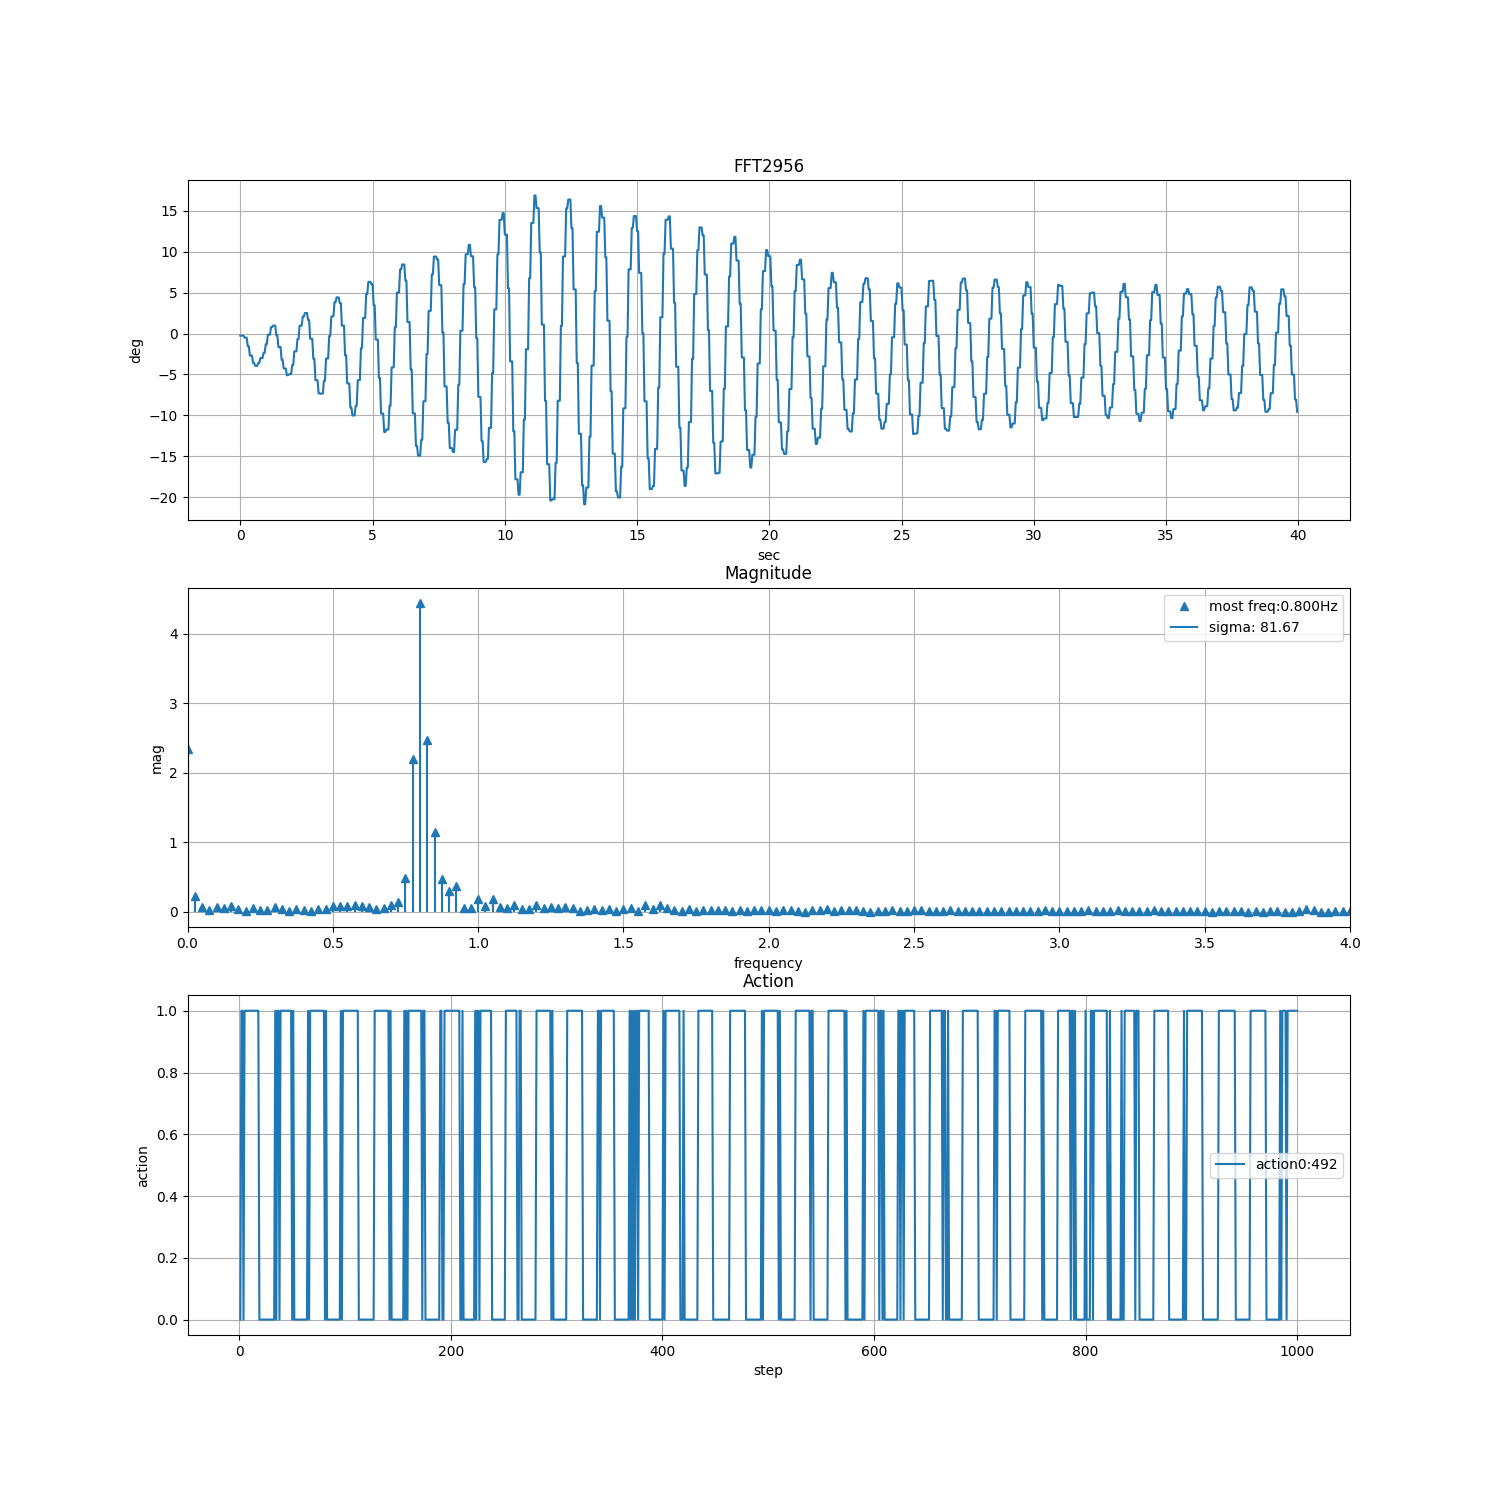 FFT2956
deg
15
10
5
0
−5
−10
−15
−20
0 5 10 15 20 25 30 35 40
sec
Magnitude
mag
4
3
2
1
0
most freq:0.800Hz
sigma: 81.67
0.0 0.5 1.0 1.5 2.0 2.5 3.0 3.5 4.0
frequency
Action
action
1.0
0.8
0.6
0.4
0.2
0.0
action0:492
0 200 400 600 800 1000
step